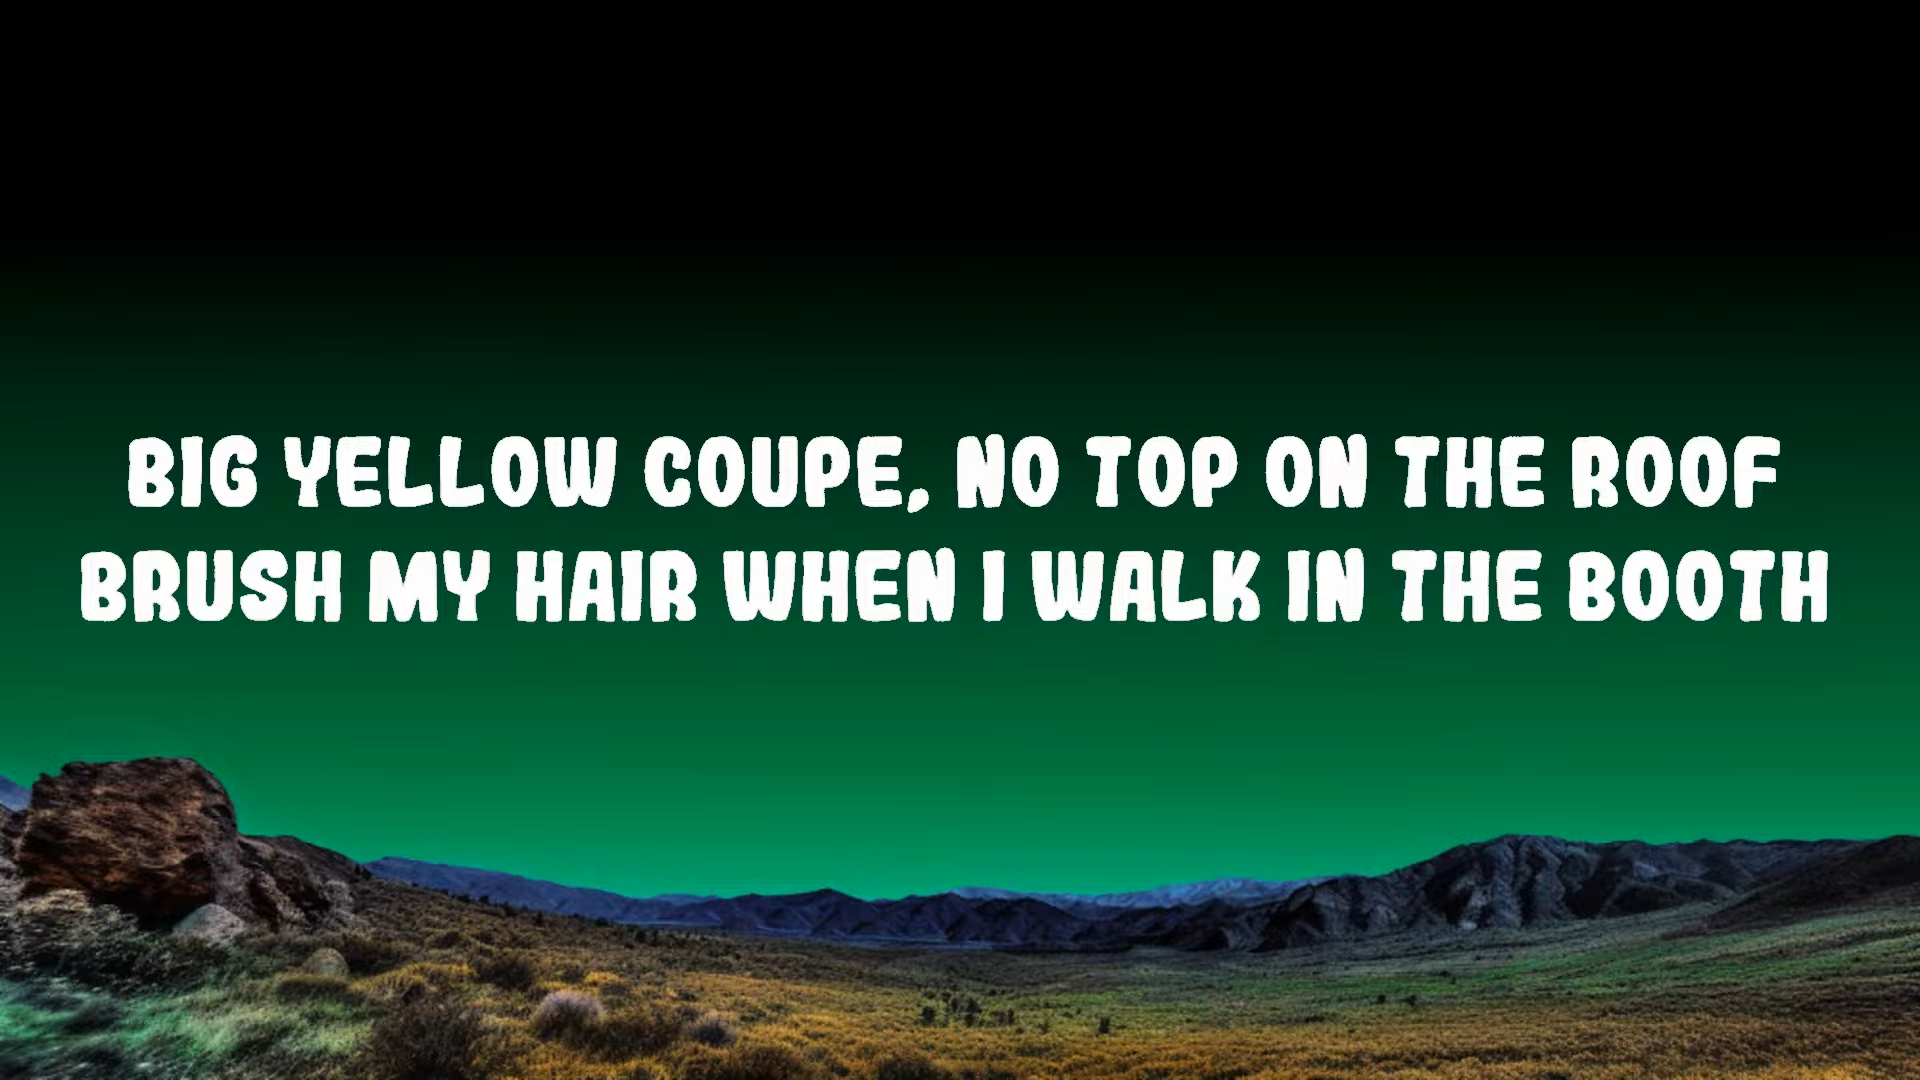 BIG YELLOW COUPE, NO TOP ON THE ROOF
BRUSH MY HAIR WHEN I WALK IN THE BOOTH